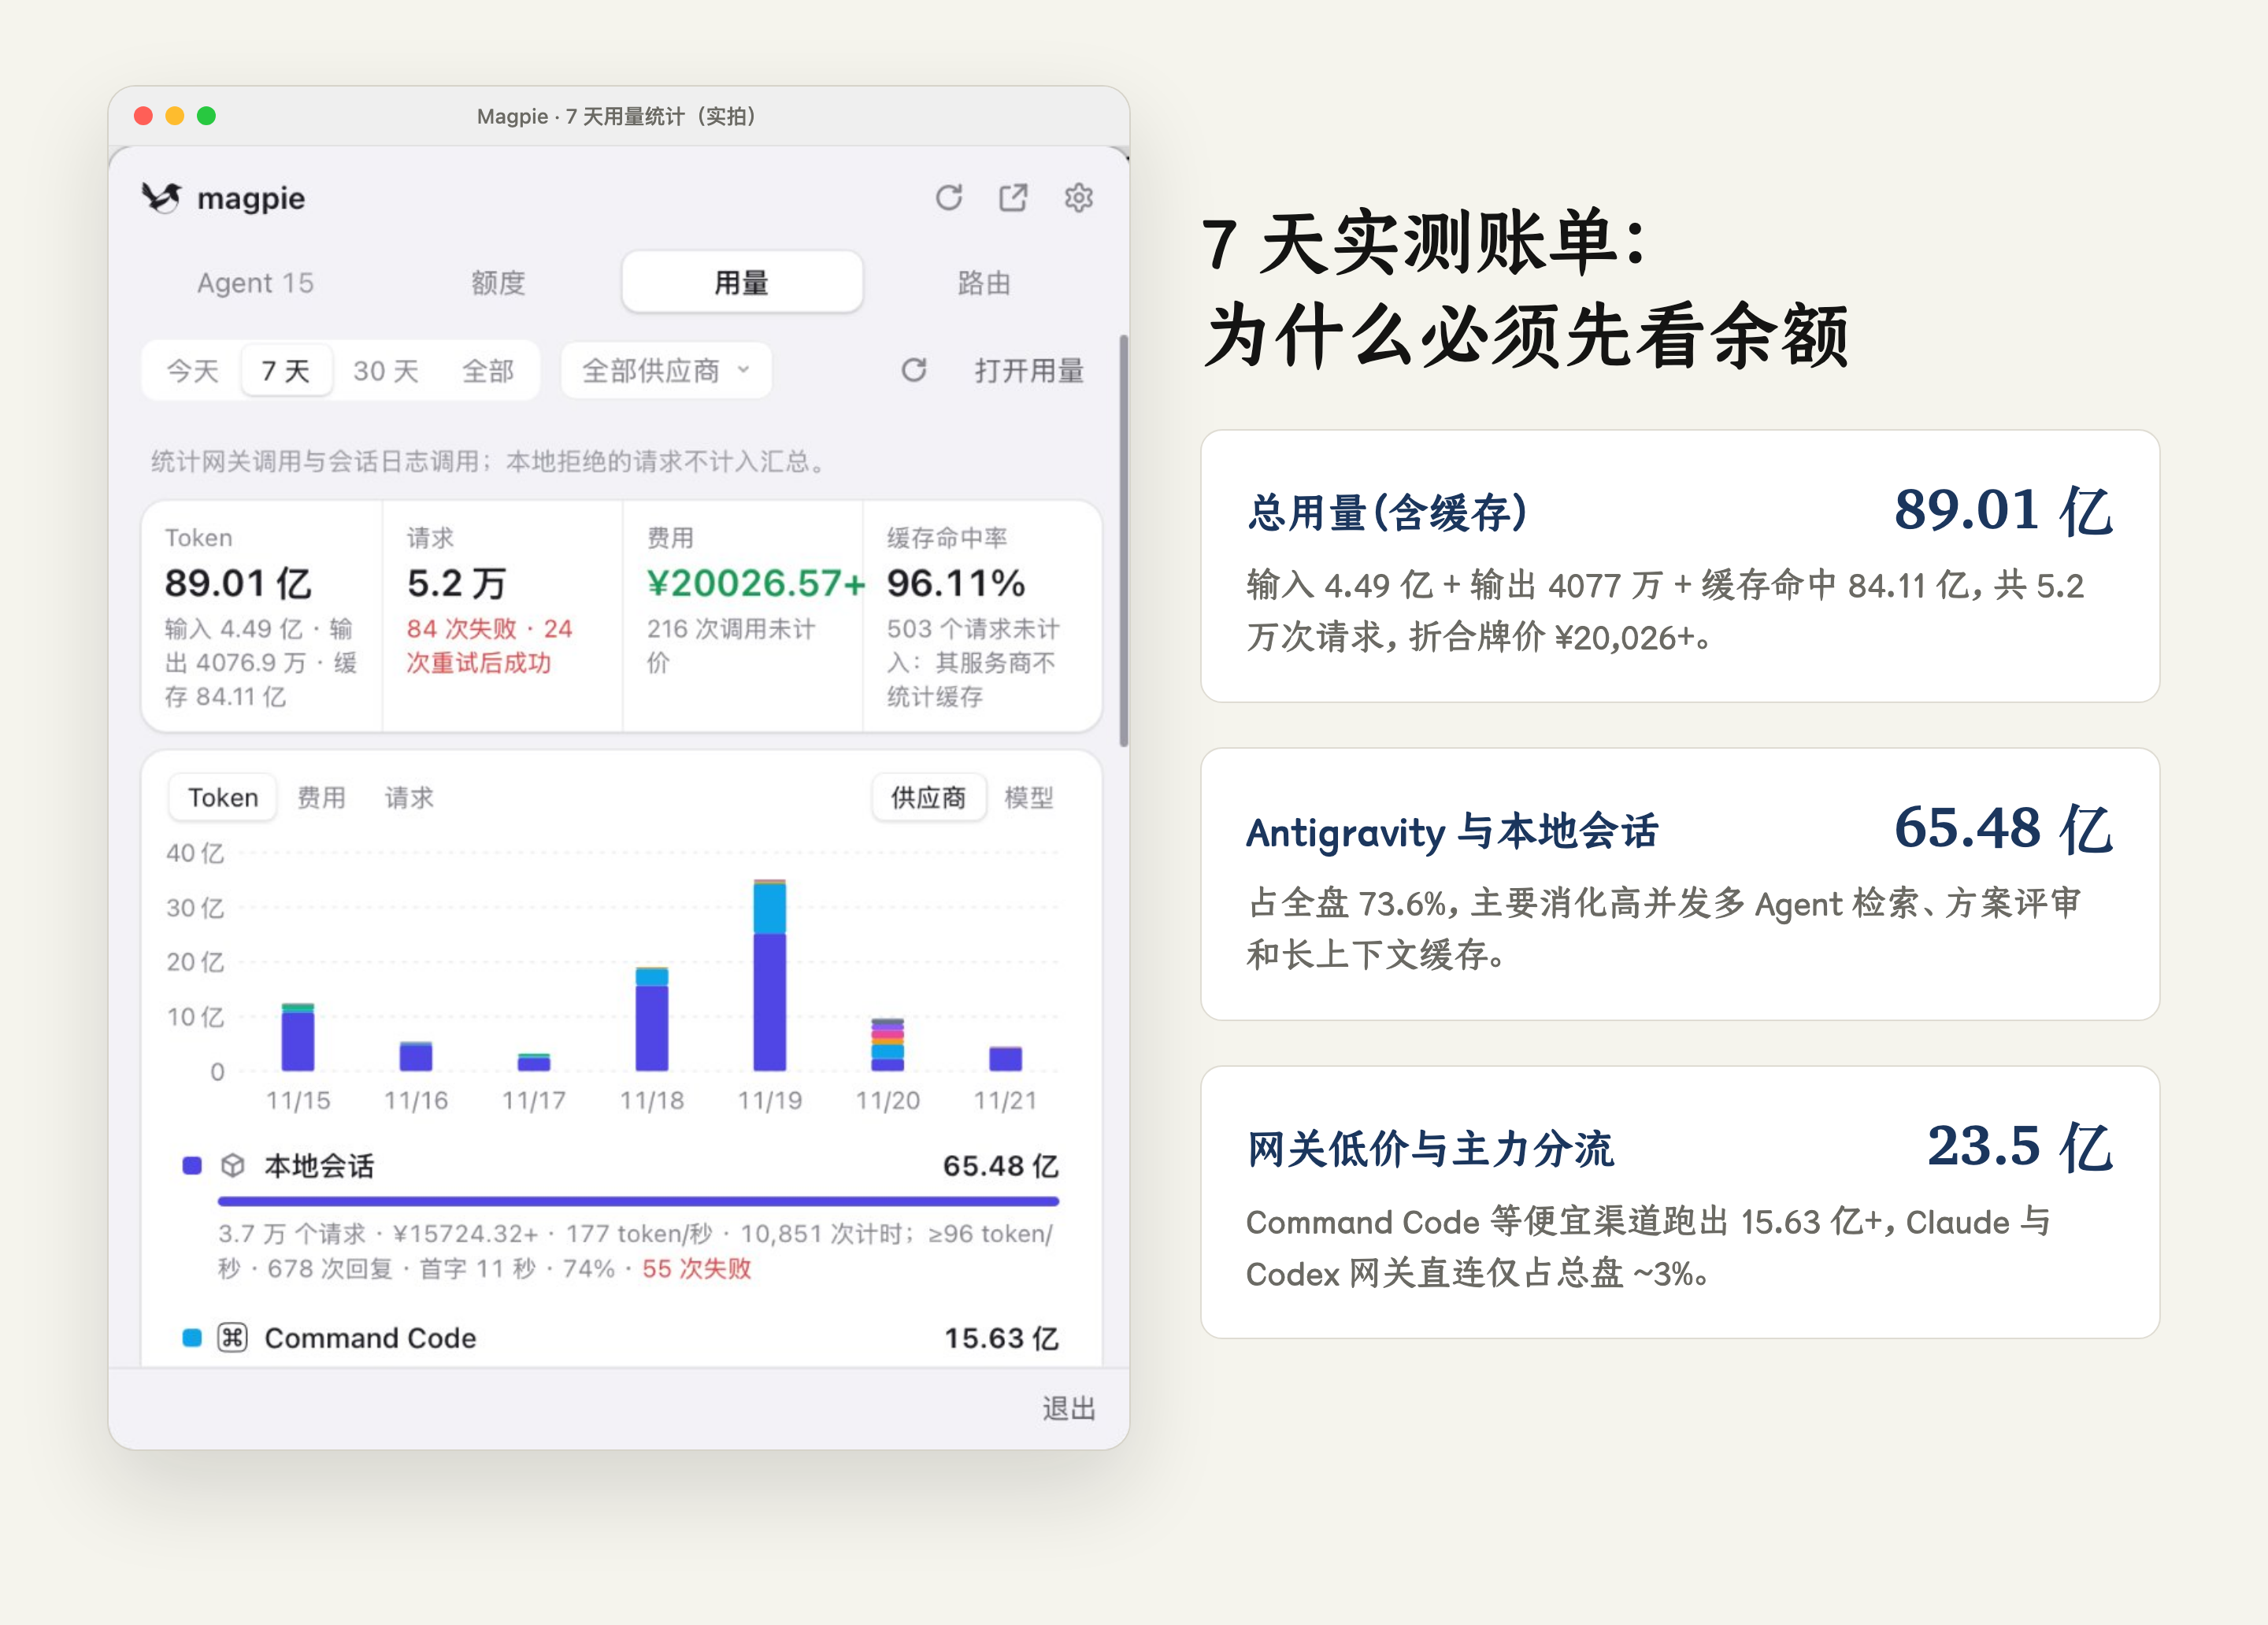 Magpie · 7 天用量统计（实拍）
magpie
Agent 15
额度
用量
路由
今天
7 天
30 天
全部
全部供应商
打开用量
统计网关调用与会话日志调用；本地拒绝的请求不计入汇总。
Token
89.01 亿
输入 4.49 亿 · 输
出 4076.9 万 · 缓
存 84.11 亿
请求
5.2 万
84 次失败 · 24
次重试后成功
费用
¥20026.57+
216 次调用未计
价
缓存命中率
96.11%
503 个请求未计
入：其服务商不
统计缓存
Token
费用
请求
供应商
模型
40 亿
30 亿
20 亿
10 亿
0
11/15
11/16
11/17
11/18
11/19
11/20
11/21
本地会话
65.48 亿
3.7 万 个请求 · ¥15724.32+ · 177 token/秒 · 10,851 次计时；≥96 token/
秒 · 678 次回复 · 首字 11 秒 · 74% · 55 次失败
Command Code
15.63 亿
退出
7 天实测账单：
为什么必须先看余额
总用量（含缓存）
89.01 亿
输入 4.49 亿 + 输出 4077 万 + 缓存命中 84.11 亿，共 5.2
万次请求，折合牌价 ¥20,026+。
Antigravity 与本地会话
65.48 亿
占全盘 73.6%，主要消化高并发多 Agent 检索、方案评审
和长上下文缓存。
网关低价与主力分流
23.5 亿
Command Code 等便宜渠道跑出 15.63 亿+，Claude 与
Codex 网关直连仅占总盘 ~3%。